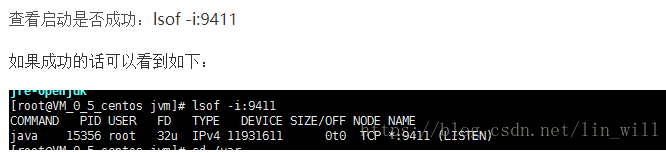 查看启动是否成功：lsof -i:9411
如果成功的话可以看到如下：
jre-openjdk
[root@VM_0_5_centos jvm]# lsof -i:9411
COMMAND PID USER FD TYPE DEVICE SIZE/OFF NODE NAME
java 15356 root 32u IPv4 11931611 0t0 TCP *:9411 (LISTEN)
https://blog.csdn.net/lin_will